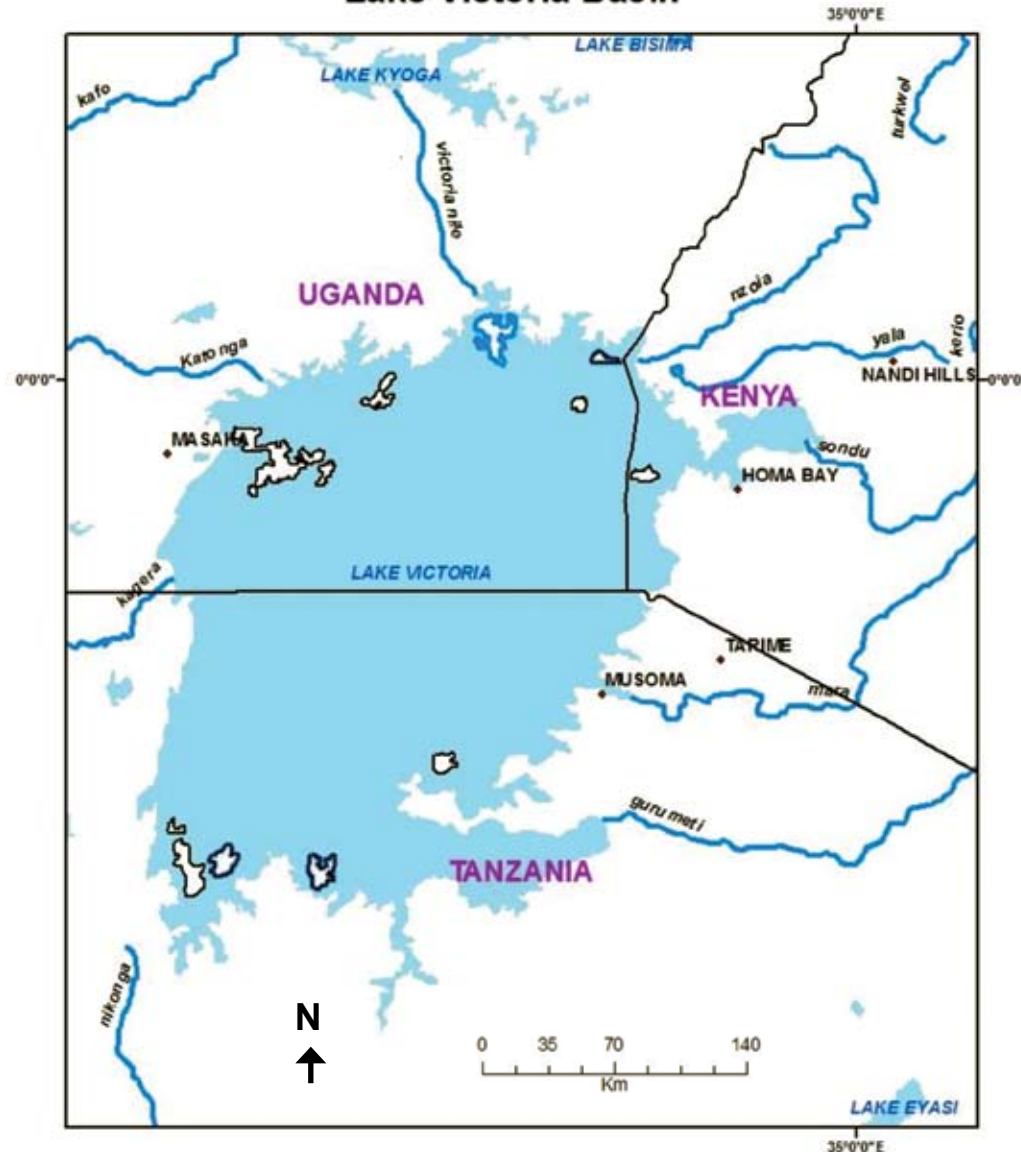 Lake Victoria Basin
35°0'0"E
LAKE BISIMA
LAKE KYOGA
kafo
turkwol
victoria nile
UGANDA
nzoia
kerio
yala
Katonga
0°0'0"
NANDI HILLS
0°0'0"
KENYA
MASAKA
sondu
HOMA BAY
LAKE VICTORIA
kagera
TARIME
MUSOMA
mara
gurumeti
TANZANIA
nikonga
N
0 35 70 140
Km
LAKE EYASI
35°0'0"E